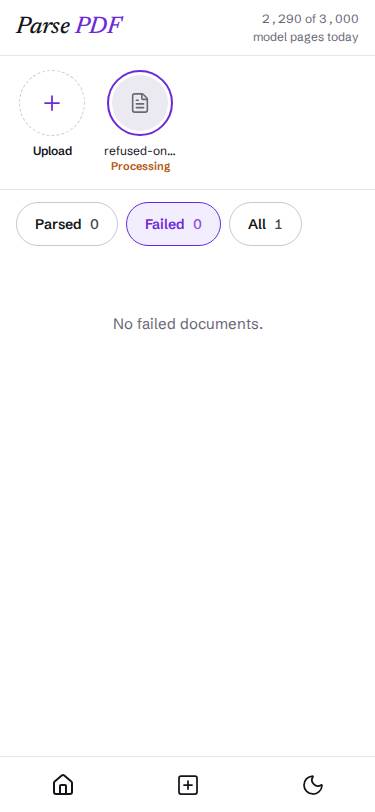 Parse PDF
2,290 of 3,000
model pages today
Upload
refused-on...
Processing
Parsed 0
Failed 0
All 1
No failed documents.